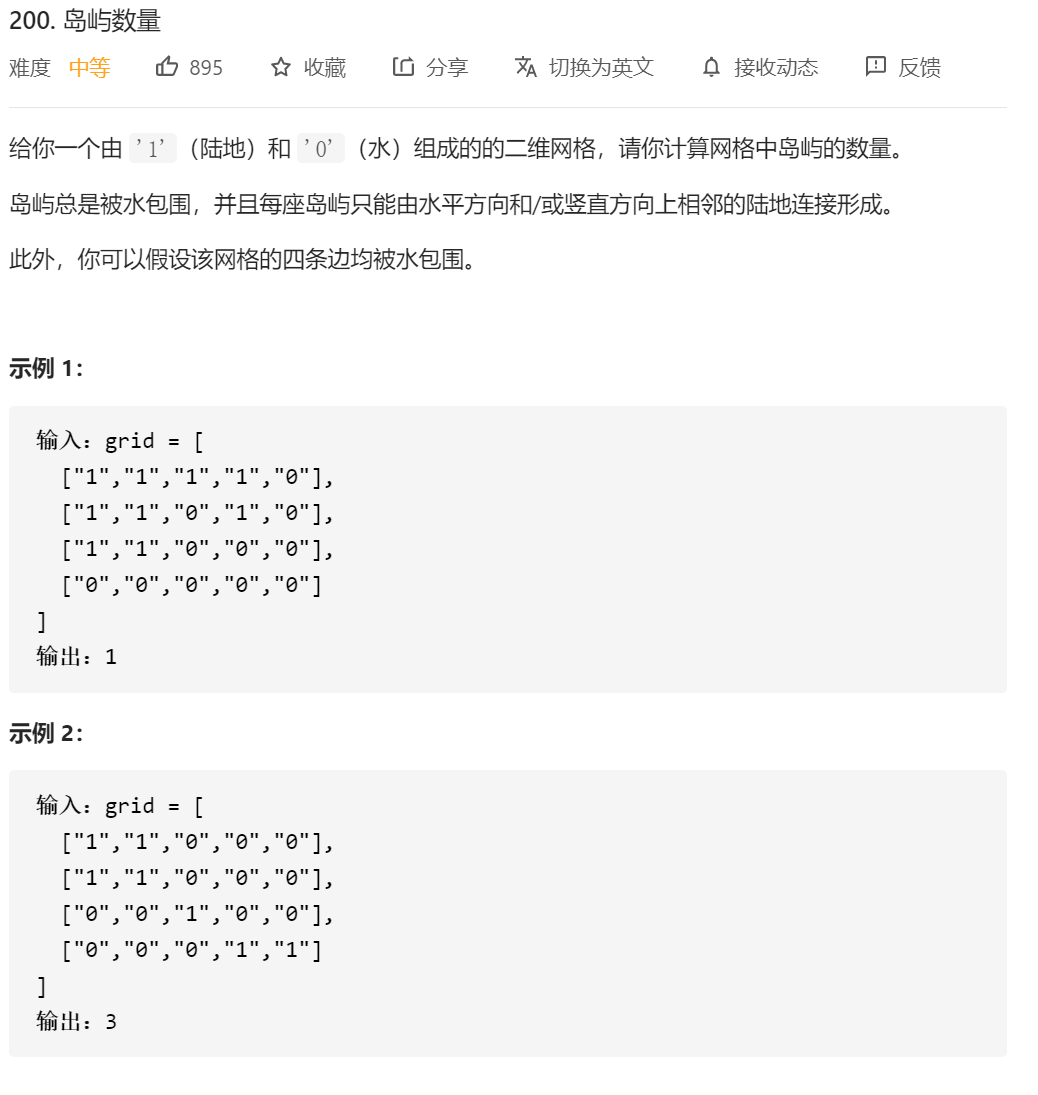 200. 岛屿数量
难度 中等 895 收藏 分享 切换为英文 接收动态 反馈
给你一个由 '1' （陆地）和 '0' （水）组成的的二维网格，请你计算网格中岛屿的数量。
岛屿总是被水包围，并且每座岛屿只能由水平方向和/或竖直方向上相邻的陆地连接形成。
此外，你可以假设该网格的四条边均被水包围。
示例 1：
输入：grid = [
["1","1","1","1","0"],
["1","1","0","1","0"],
["1","1","0","0","0"],
["0","0","0","0","0"]
]
输出：1
示例 2：
输入：grid = [
["1","1","0","0","0"],
["1","1","0","0","0"],
["0","0","1","0","0"],
["0","0","0","1","1"]
]
输出：3